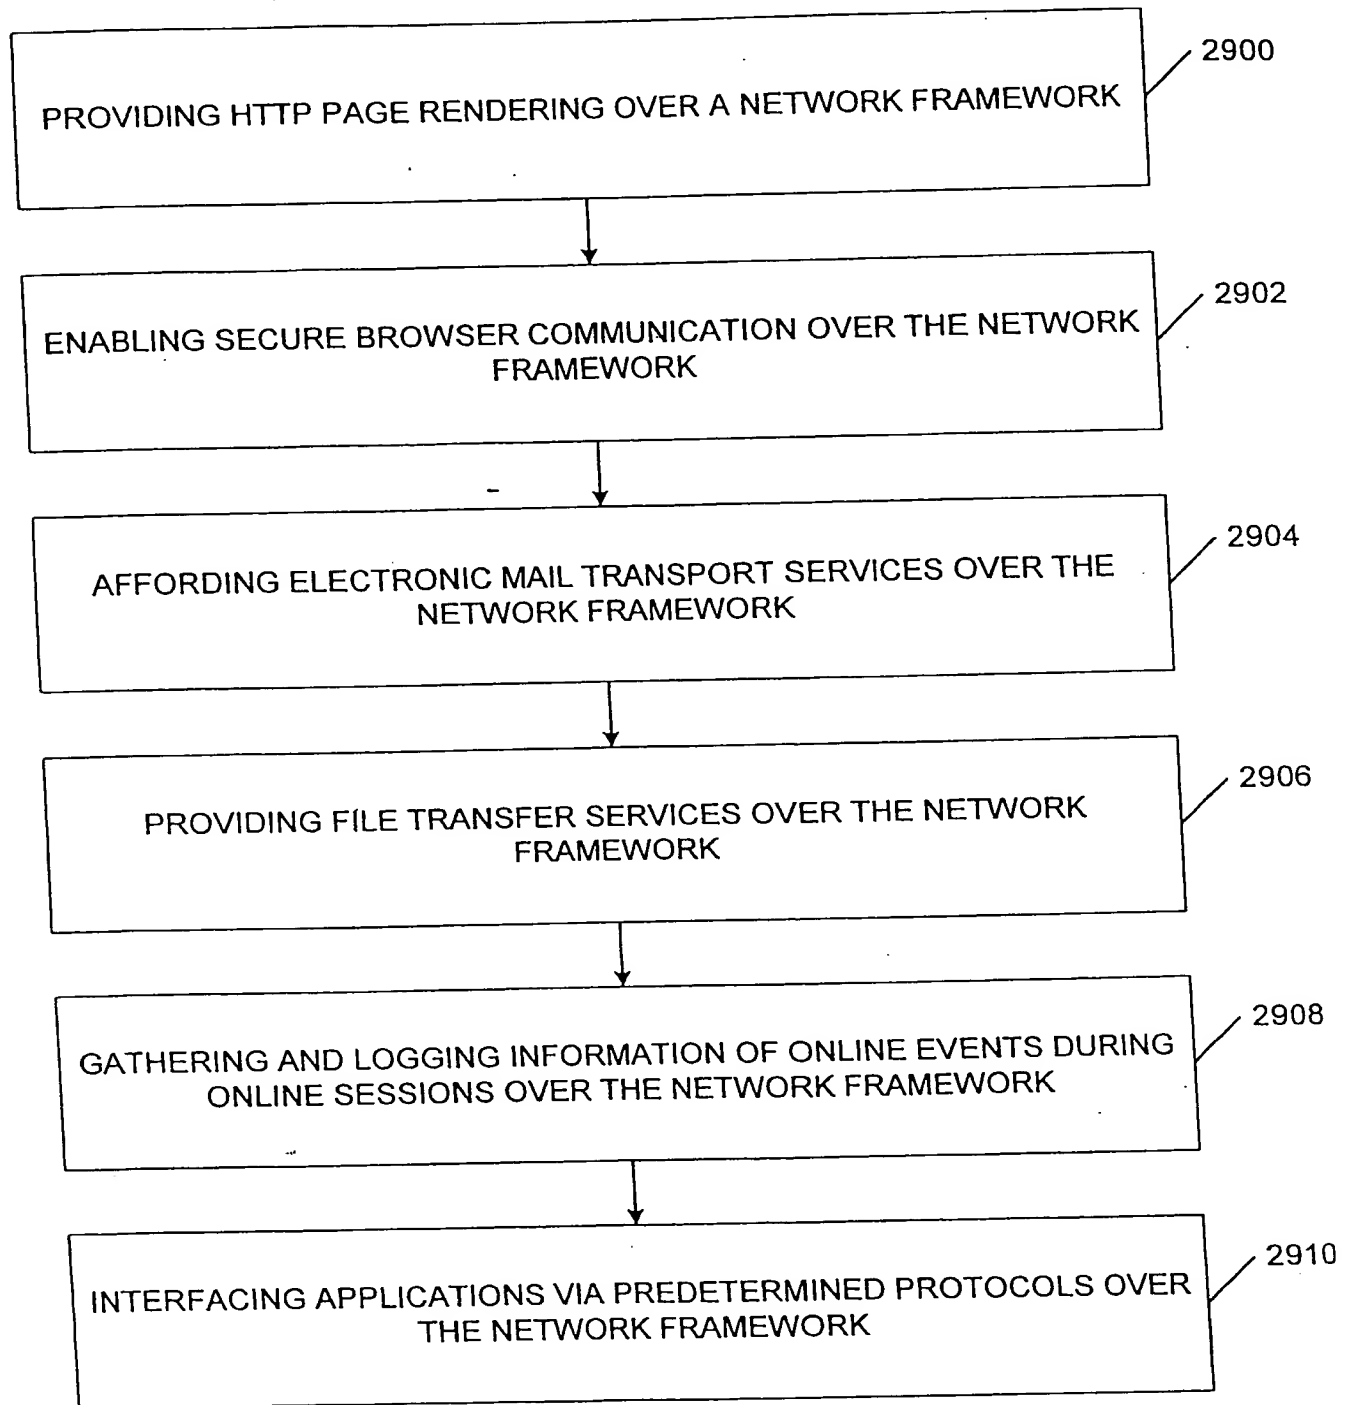 PROVIDING HTTP PAGE RENDERING OVER A NETWORK FRAMEWORK
2900
ENABLING SECURE BROWSER COMMUNICATION OVER THE NETWORK
FRAMEWORK
2902
AFFORDING ELECTRONIC MAIL TRANSPORT SERVICES OVER THE
NETWORK FRAMEWORK
2904
PROVIDING FILE TRANSFER SERVICES OVER THE NETWORK
FRAMEWORK
2906
GATHERING AND LOGGING INFORMATION OF ONLINE EVENTS DURING
ONLINE SESSIONS OVER THE NETWORK FRAMEWORK
2908
INTERFACING APPLICATIONS VIA PREDETERMINED PROTOCOLS OVER
THE NETWORK FRAMEWORK
2910